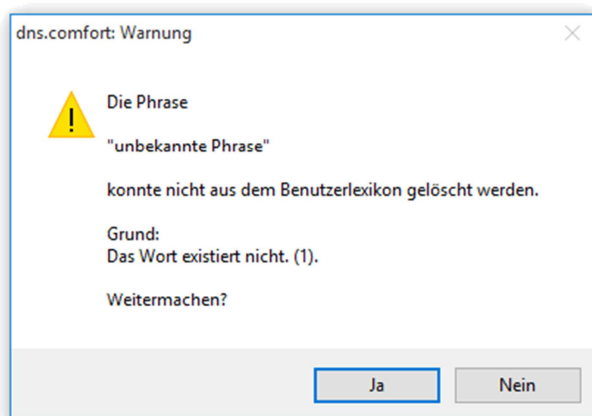 dns.comfort: Warnung
Die Phrase
"unbekannte Phrase"
konnte nicht aus dem Benutzerlexikon gelöscht werden.
Grund:
Das Wort existiert nicht. (1).
Weitermachen?
Ja
Nein